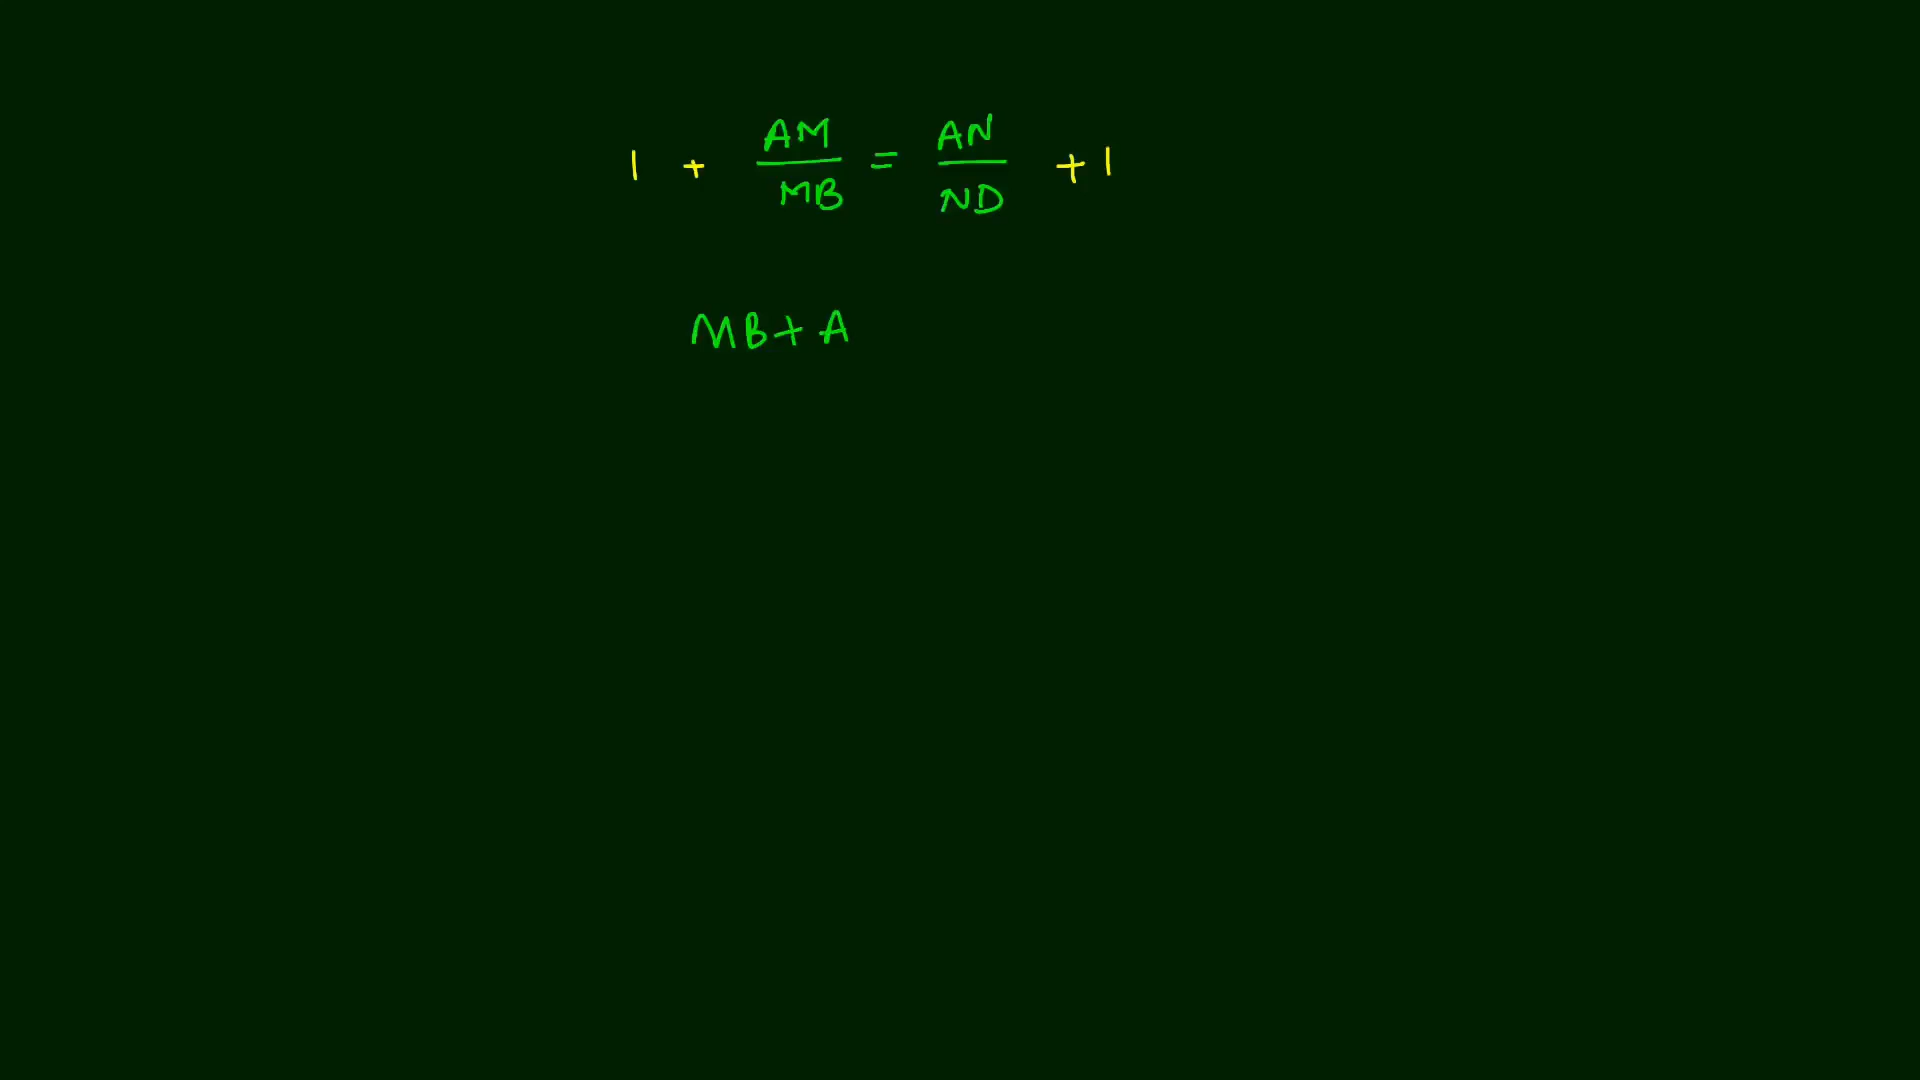 1 + AM/MB = AN/ND + 1
MB + A